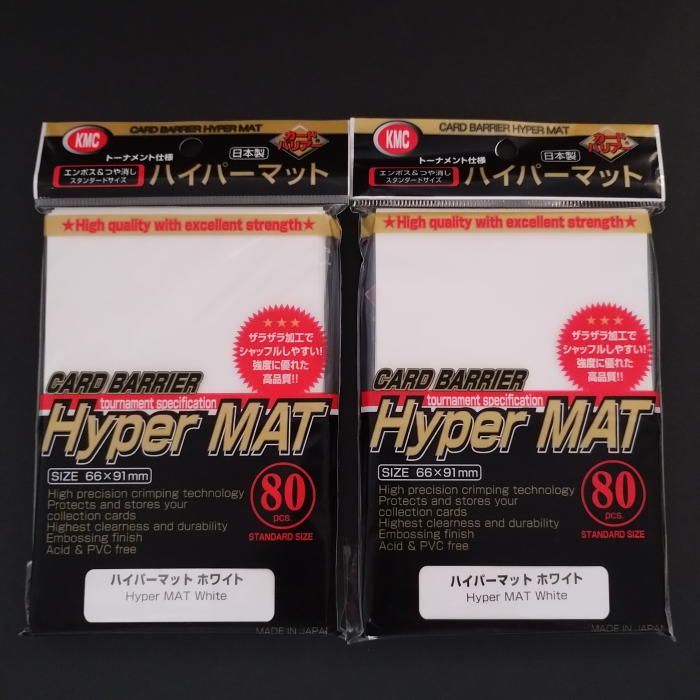 KMC
CARD BARRIER HYPER MAT
カード
バリアー
トーナメント仕様
日本製
エンボス&つや消し
スタンダードサイズ
ハイパーマット
★High quality with excellent strength★
★★★
ザラザラ加工で
シャッフルしやすい!
強度に優れた
高品質!!
CARD BARRIER
tournament specification
Hyper MAT
SIZE 66×91mm
High precision crimping technology
Protects and stores your
collection cards
Highest clearness and durability
Embossing finish
Acid & PVC free
80
pcs.
STANDARD SIZE
ハイパーマット ホワイト
Hyper MAT White
MADE IN JAPAN
KMC
CARD BARRIER HYPER MAT
カード
バリアー
トーナメント仕様
日本製
エンボス&つや消し
スタンダードサイズ
ハイパーマット
★High quality with excellent strength★
★★★
ザラザラ加工で
シャッフルしやすい!
強度に優れた
高品質!!
CARD BARRIER
tournament specification
Hyper MAT
SIZE 66×91mm
High precision crimping technology
Protects and stores your
collection cards
Highest clearness and durability
Embossing finish
Acid & PVC free
80
pcs.
STANDARD SIZE
ハイパーマット ホワイト
Hyper MAT White
MADE IN JAPAN